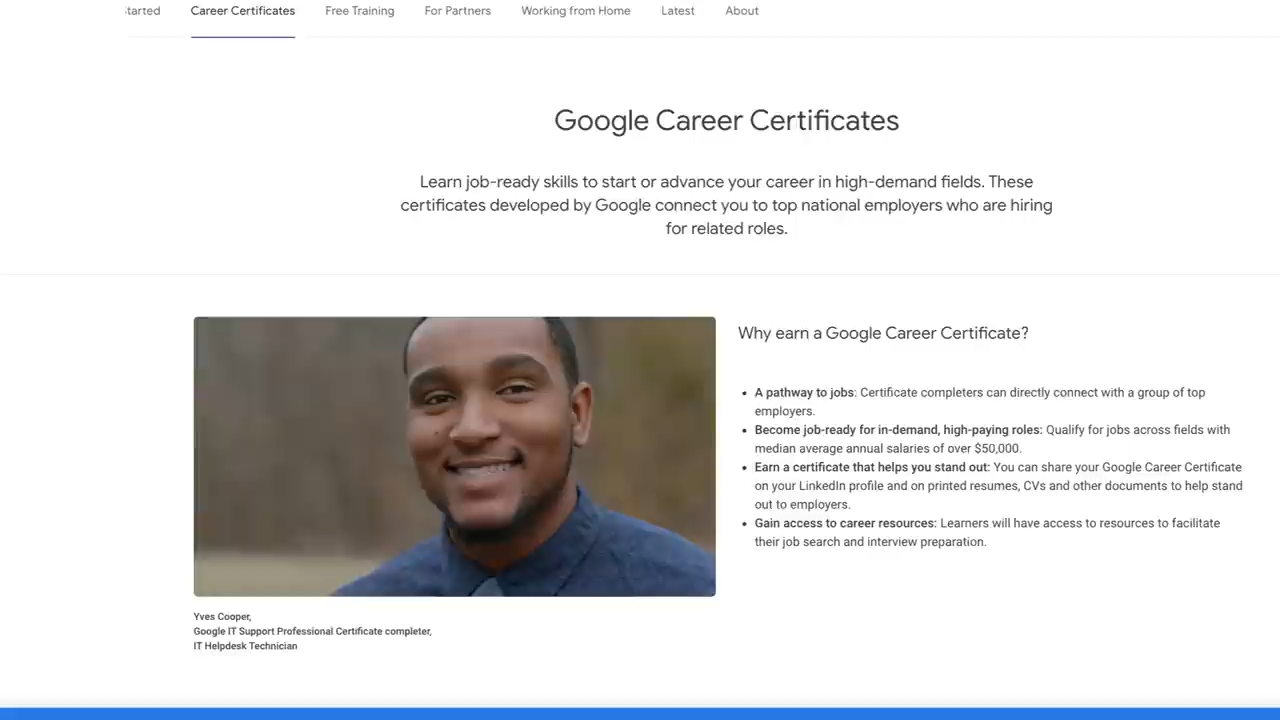 Career Certificates
Free Training
For Partners
Working from Home
Latest
About
Google Career Certificates
Learn job-ready skills to start or advance your career in high-demand fields. These
certificates developed by Google connect you to top national employers who are hiring
for related roles.
Why earn a Google Career Certificate?
• A pathway to jobs: Certificate completers can directly connect with a group of top
employers.
• Become job-ready for in-demand, high-paying roles: Qualify for jobs across fields with
median average annual salaries of over $50,000.
• Earn a certificate that helps you stand out: You can share your Google Career Certificate
on your LinkedIn profile and on printed resumes, CVs and other documents to help stand
out to employers.
• Gain access to career resources: Learners will have access to resources to facilitate
their job search and interview preparation.
Yves Cooper,
Google IT Support Professional Certificate completer,
IT Helpdesk Technician